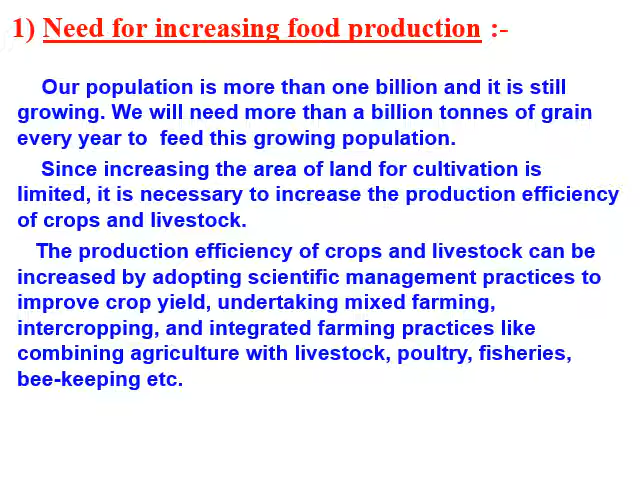 1) Need for increasing food production :-
Our population is more than one billion and it is still
growing. We will need more than a billion tonnes of grain
every year to feed this growing population.
Since increasing the area of land for cultivation is
limited, it is necessary to increase the production efficiency
of crops and livestock.
The production efficiency of crops and livestock can be
increased by adopting scientific management practices to
improve crop yield, undertaking mixed farming,
intercropping, and integrated farming practices like
combining agriculture with livestock, poultry, fisheries,
bee-keeping etc.